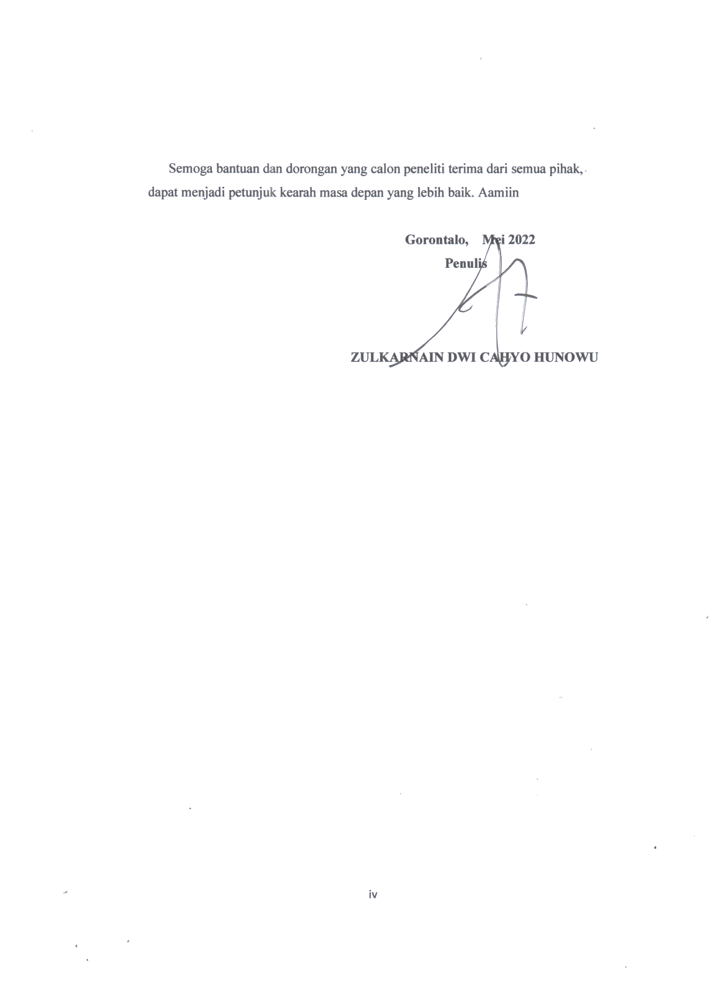 Semoga bantuan dan dorongan yang calon peneliti terima dari semua pihak,
dapat menjadi petunjuk kearah masa depan yang lebih baik. Aamiin
Gorontalo, Mei 2022
Penulis
ZULKARNAIN DWI CAHYO HUNOWU
iv